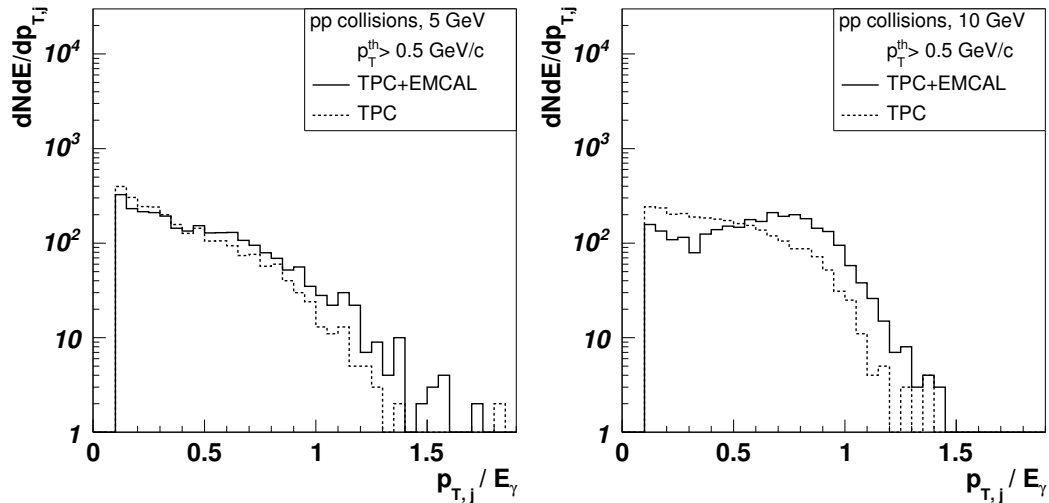 dNdE/dp_{T,j}
10^4
10^3
10^2
10
1
0
0.5
1
1.5
p_{T, j} / E_γ
pp collisions, 5 GeV
p_T^{th}> 0.5 GeV/c
TPC+EMCAL
TPC
dNdE/dp_{T,j}
10^4
10^3
10^2
10
1
0
0.5
1
1.5
p_{T, j} / E_γ
pp collisions, 10 GeV
p_T^{th}> 0.5 GeV/c
TPC+EMCAL
TPC